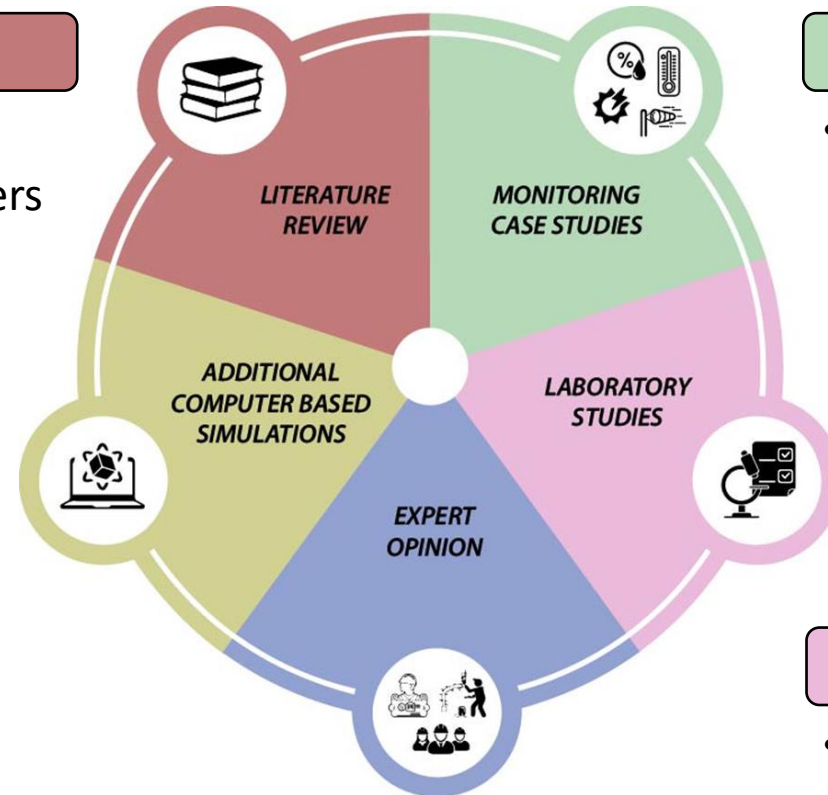 ers
LITERATURE
REVIEW
MONITORING
CASE STUDIES
%
ADDITIONAL
COMPUTER BASED
SIMULATIONS
LABORATORY
STUDIES
EXPERT
OPINION